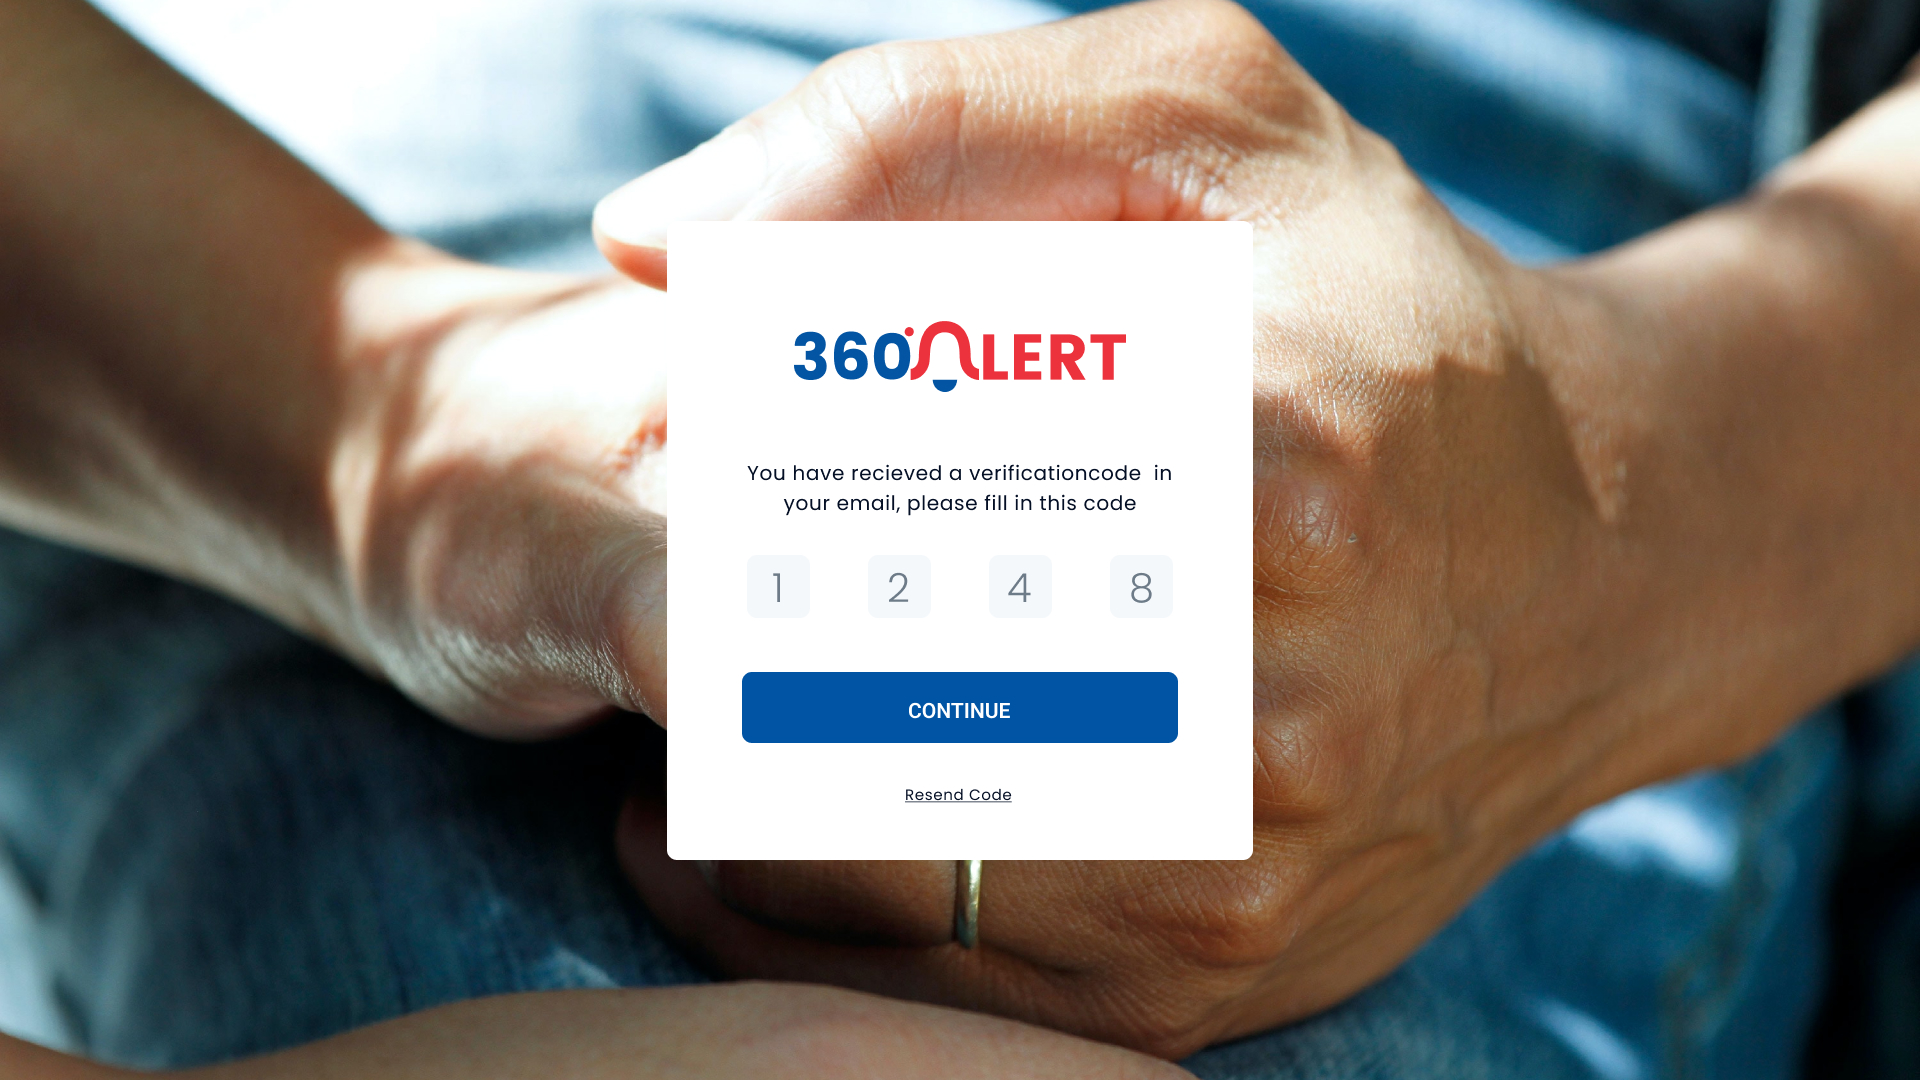 360ALERT
You have recieved a verificationcode  in
your email, please fill in this code
1 2 4 8
CONTINUE
Resend Code